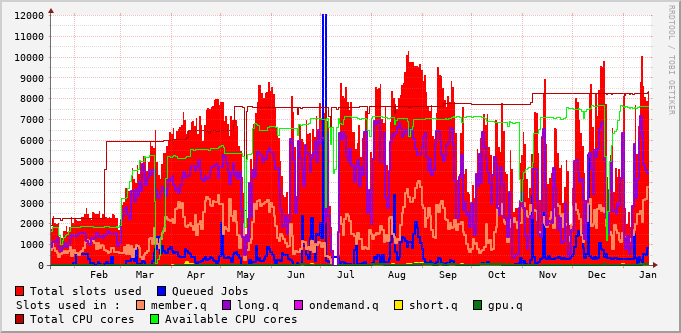 12000
11000
10000
9000
8000
7000
6000
5000
4000
3000
2000
1000
0
Feb Mar Apr May Jun Jul Aug Sep Oct Nov Dec Jan
Total slots used Queued Jobs
Slots used in : member.q long.q ondemand.q short.q gpu.q
Total CPU cores Available CPU cores
RRDTOOL / TOBI OETIKER